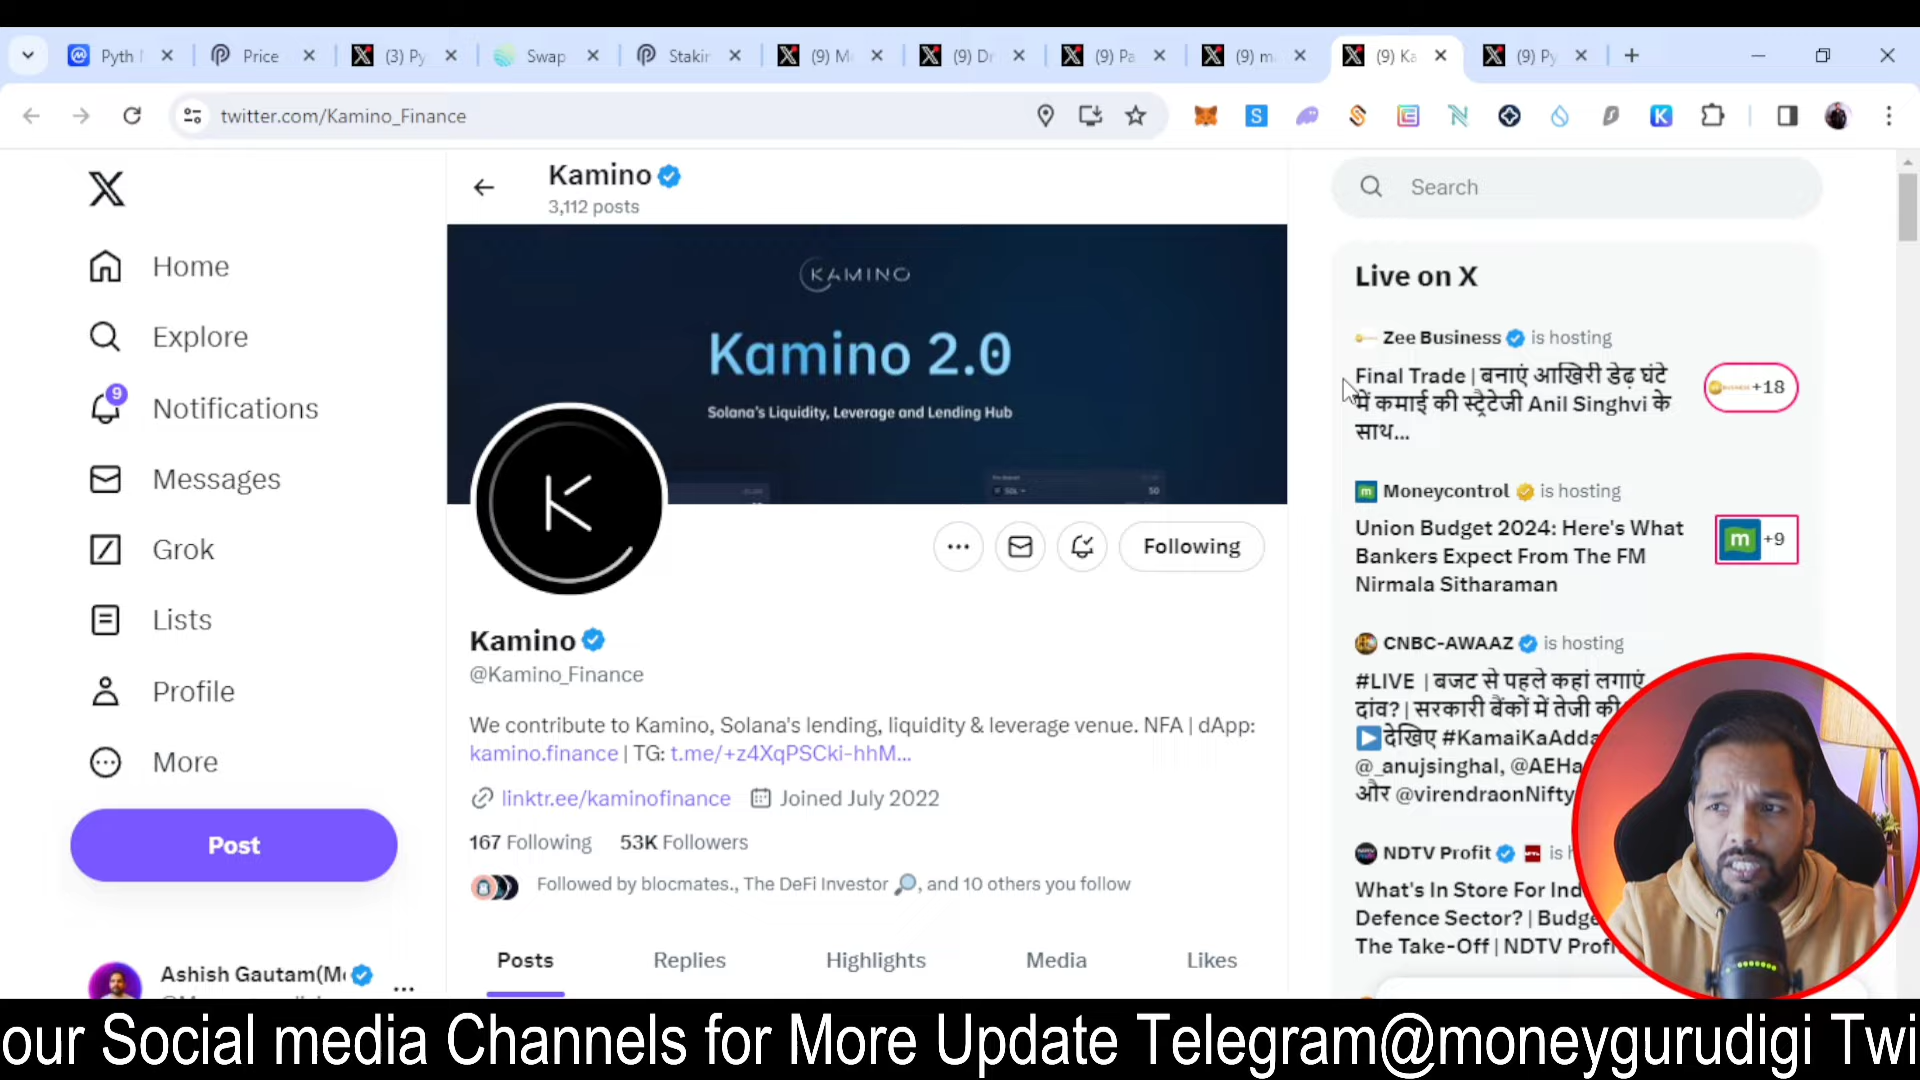 Pyth
Price
(3) Py
Swap
Stakin
(9) M
(9) Dr
(9) Pa
(9) m
(9) Ka
(9) Py
twitter.com/Kamino_Finance
Kamino
3,112 posts
Search
Home
Explore
9
Notifications
Messages
Grok
Lists
Profile
More
Post
Ashish Gautam(M
KAMINO
Kamino 2.0
Solana's Liquidity, Leverage and Lending Hub
SOL
50
Following
Kamino
@Kamino_Finance
We contribute to Kamino, Solana's lending, liquidity & leverage venue. NFA | dApp:
kamino.finance | TG: t.me/+z4XqPSCki-hhM...
linktr.ee/kaminofinance Joined July 2022
167 Following 53K Followers
Followed by blocmates., The DeFi Investor 🔎, and 10 others you follow
Posts Replies Highlights Media Likes
Live on X
Zee Business is hosting
Final Trade | बनाएं आखिरी डेढ़ घंटे
में कमाई की स्ट्रैटेजी Anil Singhvi के
साथ...
+18
Moneycontrol is hosting
Union Budget 2024: Here's What
Bankers Expect From The FM
Nirmala Sitharaman
m +9
CNBC-AWAAZ is hosting
#LIVE | बजट से पहले कहां लगाएं
दांव? | सरकारी बैंकों में तेजी की
▶️देखिए #KamaiKaAdda
@_anujsinghal, @AEHa
और @virendraonNifty
NDTV Profit is h
What's In Store For Ind
Defence Sector? | Budge
The Take-Off | NDTV Profi
our Social media Channels for More Update Telegram@moneygurudigi Twi